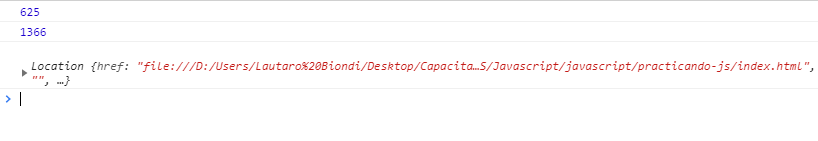 625
1366
Location {href: "file:///D:/Users/Lautaro%20Biondi/Desktop/Capacita…S/Javascript/javascript/practicando-js/index.html",
"", …}